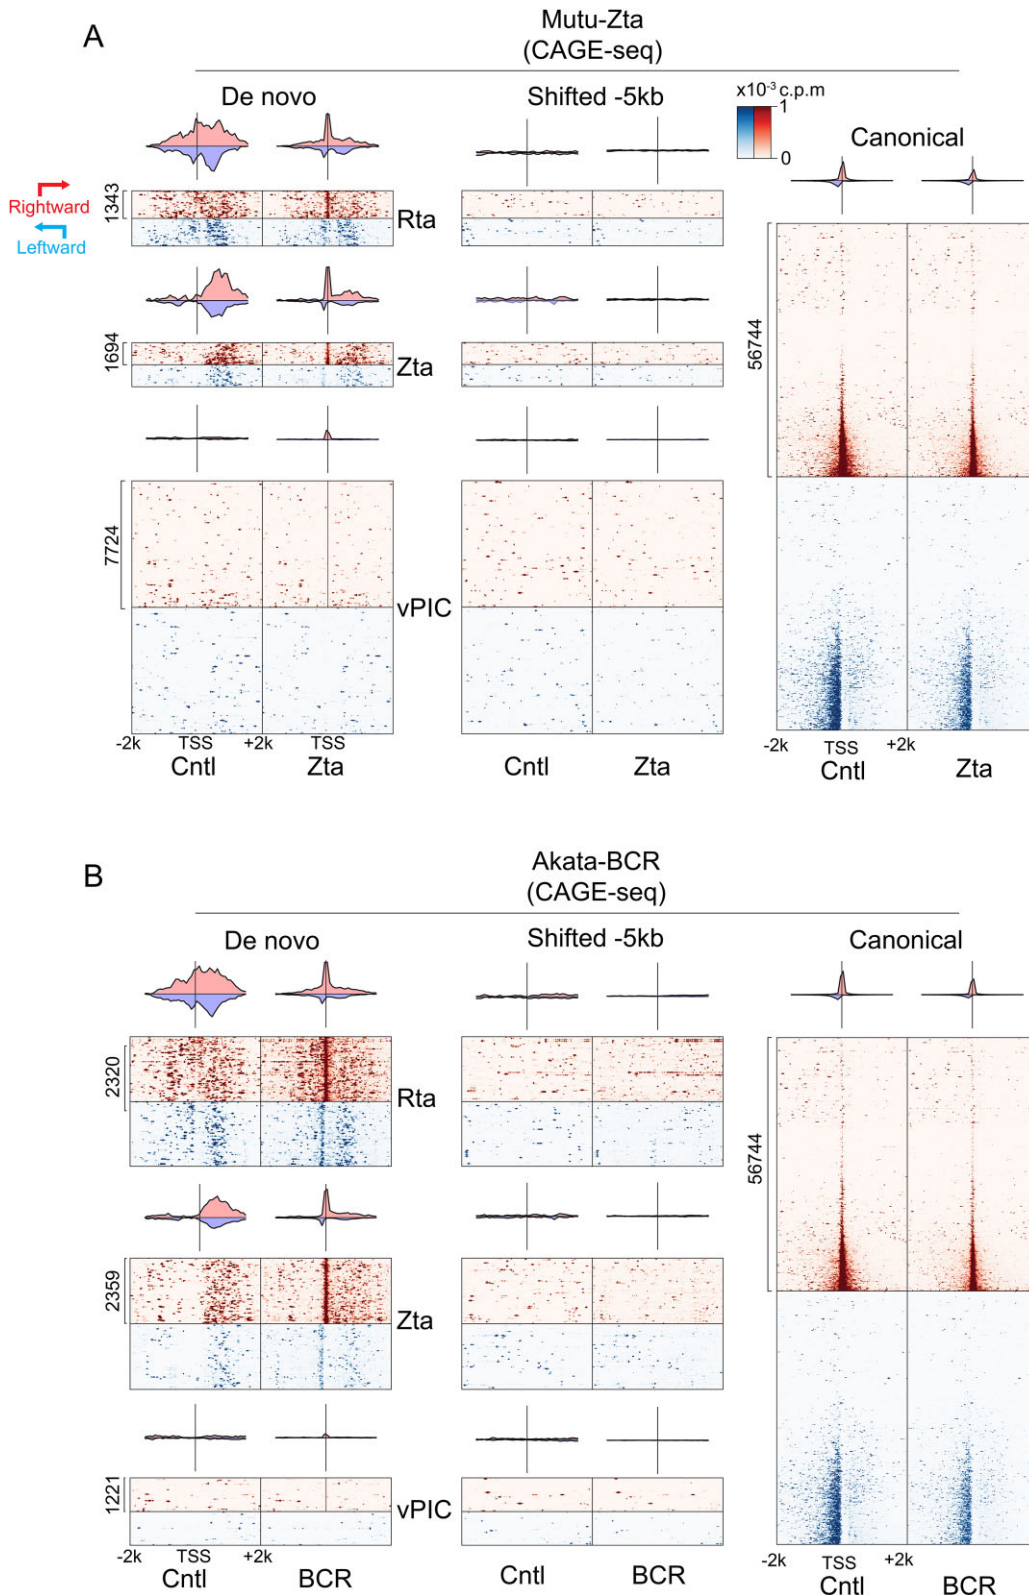 A
Mutu-Zta
(CAGE-seq)
De novo
Shifted -5kb
x10-3 c.p.m
1
0
Canonical
Rightward
Leftward
1343
Rta
1694
Zta
77724
vPIC
56744
-2k
TSS
+2k
TSS
Cntl
Zta
Cntl
Zta
-2k
TSS
+2k
Cntl
Zta
B
Akata-BCR
(CAGE-seq)
De novo
Shifted -5kb
Canonical
2320
Rta
2359
Zta
1221
vPIC
56744
-2k
TSS
+2k
Cntl
BCR
Cntl
BCR
-2k
TSS
+2k
Cntl
BCR